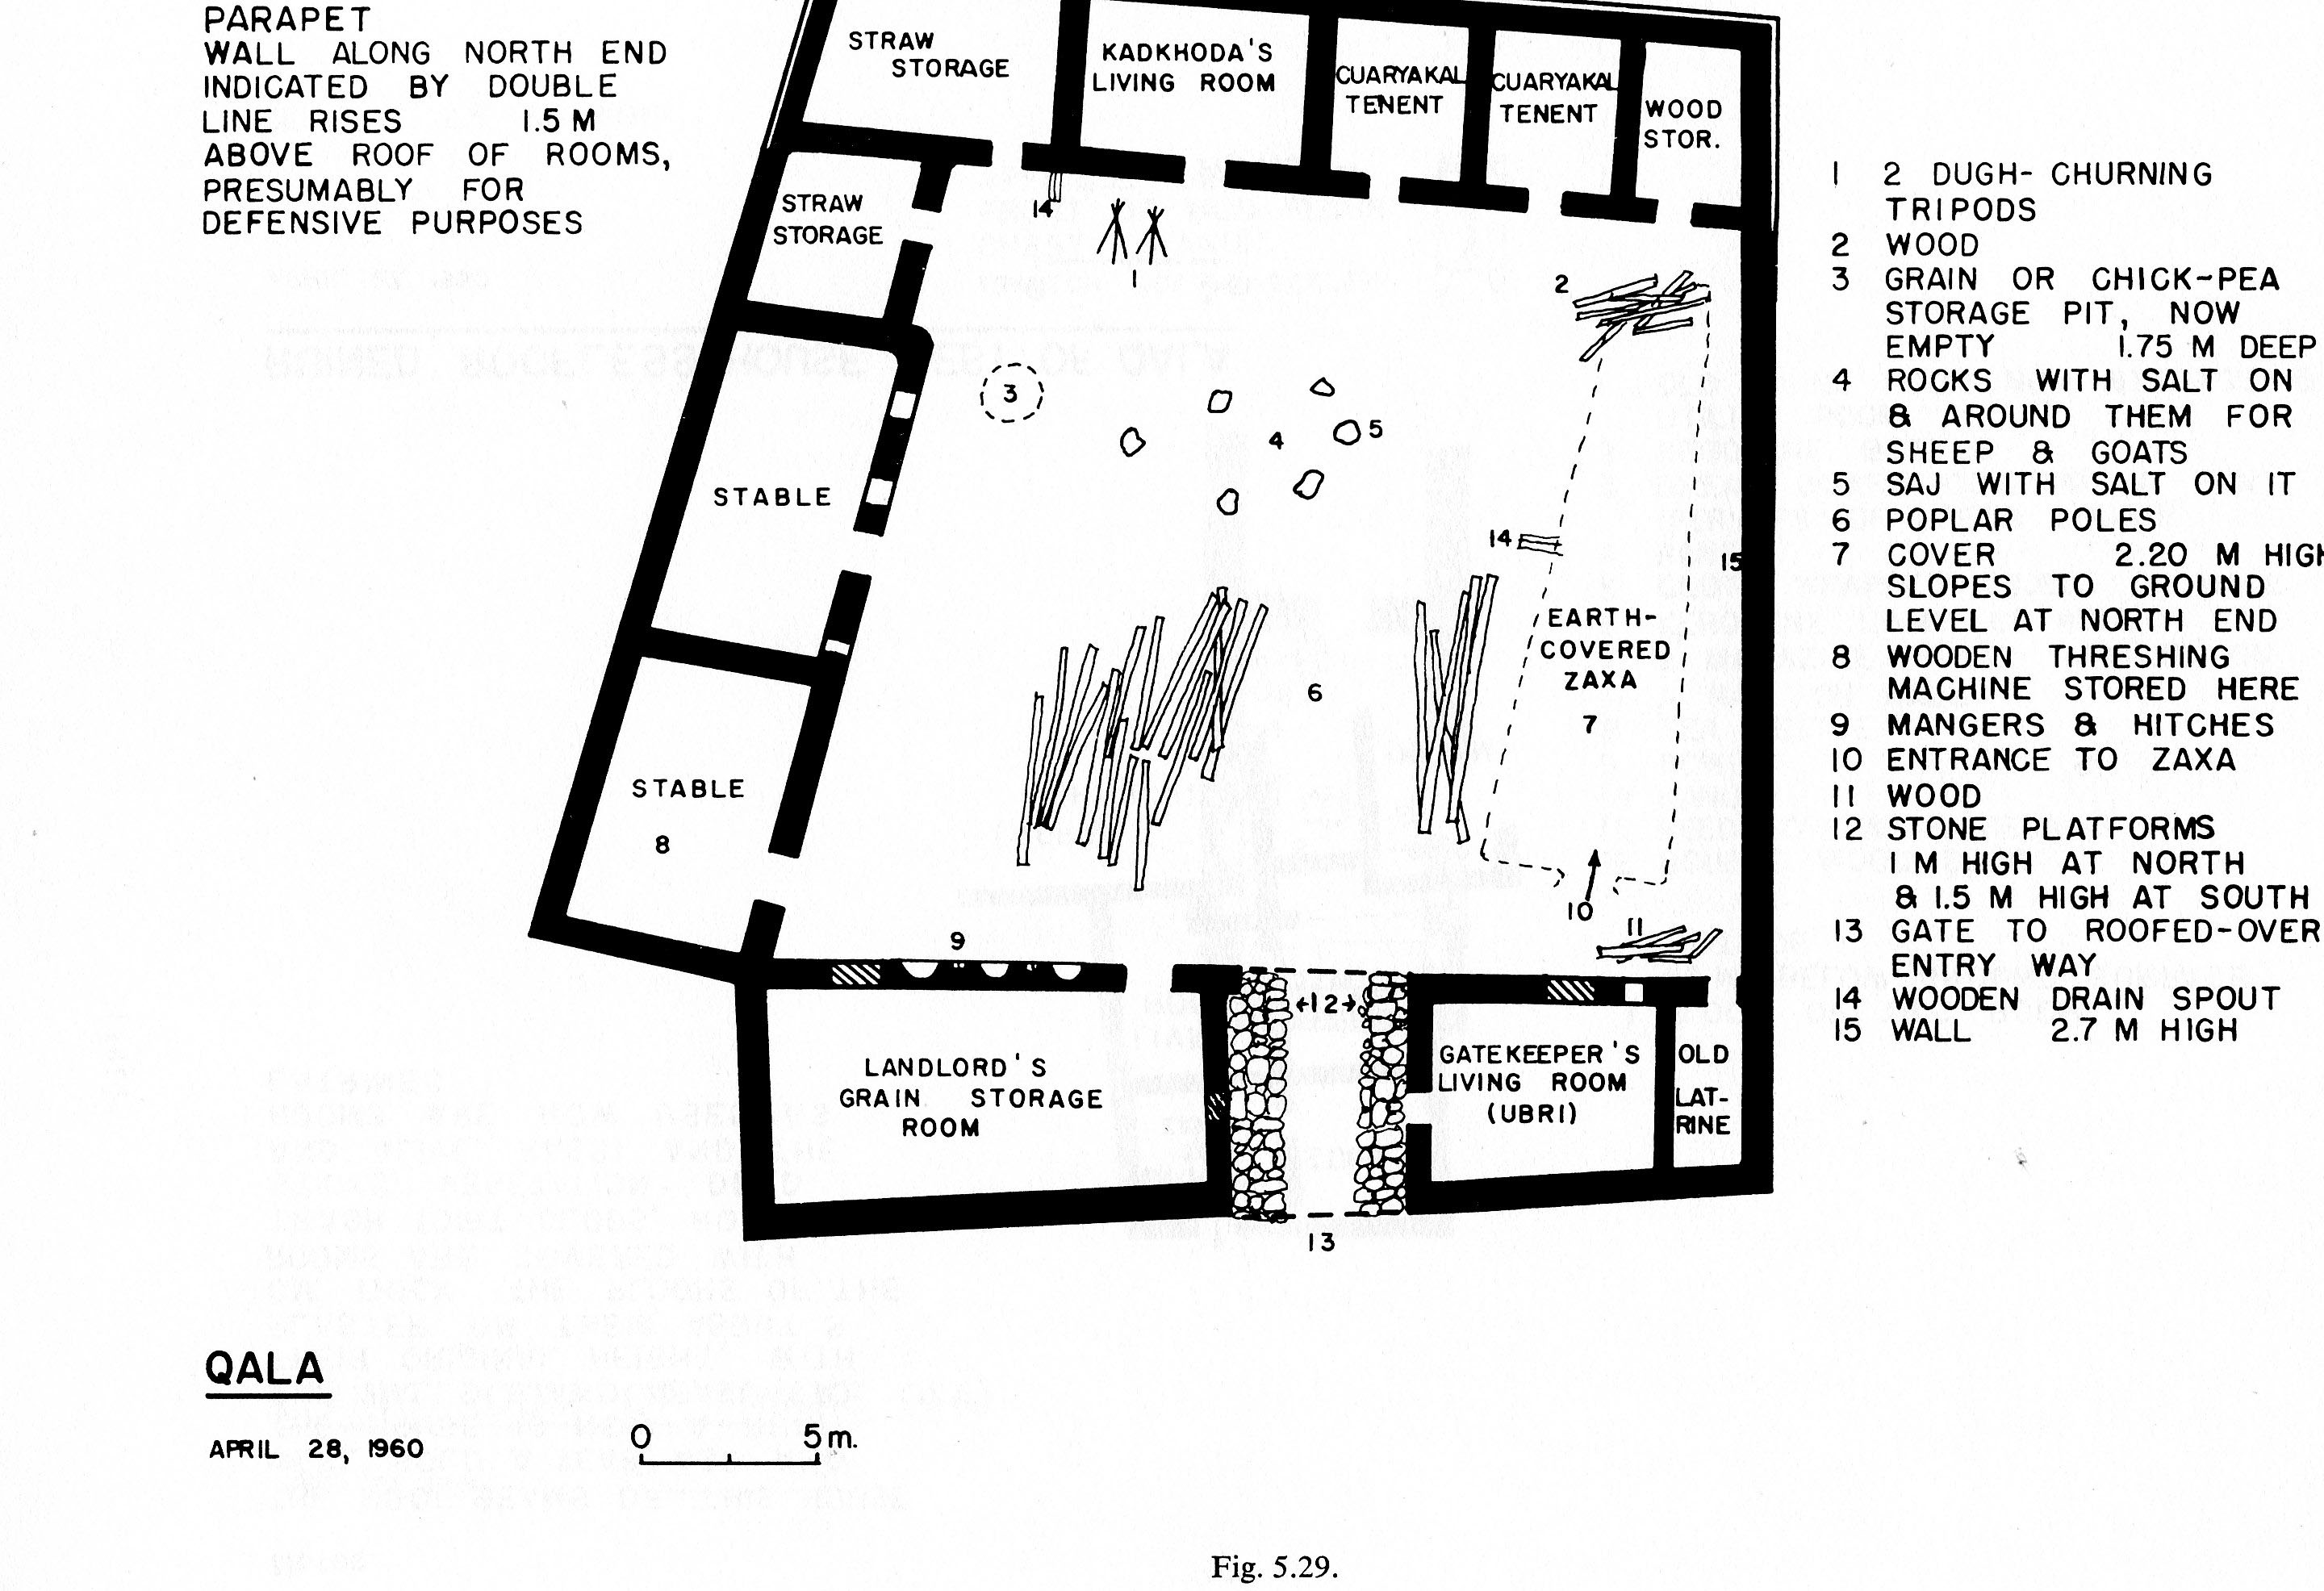 PARAPET
WALL ALONG NORTH END
INDICATED BY DOUBLE
LINE RISES 1.5 M
ABOVE ROOF OF ROOMS,
PRESUMABLY FOR
DEFENSIVE PURPOSES
STRAW
STORAGE
KADKHODA'S
LIVING ROOM
CUARYAKAL
TENENT
CUARYAKAL
TENENT
WOOD
STOR.
STRAW
STORAGE
14
1
2
3
4
5
STABLE
14
15
EARTH-
COVERED
ZAXA
7
6
STABLE
8
10
11
9
12
LANDLORD'S
GRAIN STORAGE
ROOM
GATEKEEPER'S
LIVING ROOM
(UBRI)
OLD
LAT-
RINE
13
1 2 DUGH-CHURNING
TRIPODS
2 WOOD
3 GRAIN OR CHICK-PEA
STORAGE PIT, NOW
EMPTY 1.75 M DEEP
4 ROCKS WITH SALT ON
& AROUND THEM FOR
SHEEP & GOATS
5 SAJ WITH SALT ON IT
6 POPLAR POLES
7 COVER 2.20 M HIGH
SLOPES TO GROUND
LEVEL AT NORTH END
8 WOODEN THRESHING
MACHINE STORED HERE
9 MANGERS & HITCHES
10 ENTRANCE TO ZAXA
11 WOOD
12 STONE PLATFORMS
1 M HIGH AT NORTH
& 1.5 M HIGH AT SOUTH
13 GATE TO ROOFED-OVER
ENTRY WAY
14 WOODEN DRAIN SPOUT
15 WALL 2.7 M HIGH
QALA
APRIL 28, 1960
0 5 m.
Fig. 5.29.